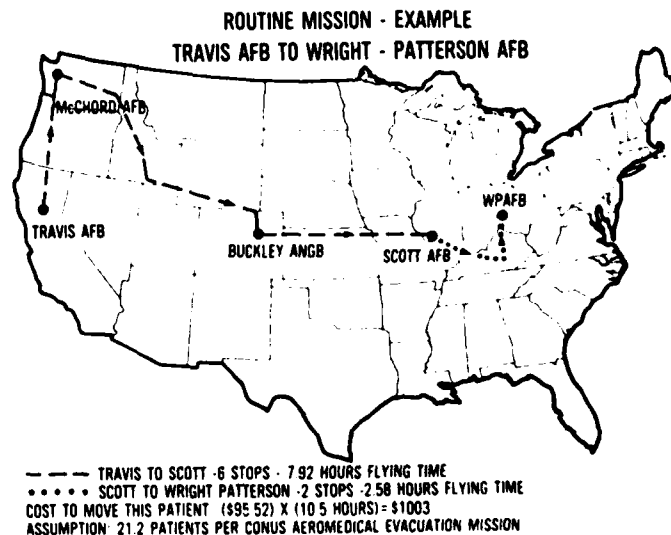 ROUTINE MISSION - EXAMPLE
TRAVIS AFB TO WRIGHT - PATTERSON AFB
McCHORD AFB
WPAFB
TRAVIS AFB
BUCKLEY ANGB
SCOTT AFB
TRAVIS TO SCOTT -6 STOPS - 7.92 HOURS FLYING TIME
SCOTT TO WRIGHT PATTERSON -2 STOPS -2.58 HOURS FLYING TIME
COST TO MOVE THIS PATIENT ($95 52) X (10 5 HOURS) = $1003
ASSUMPTION: 21.2 PATIENTS PER CONUS AEROMEDICAL EVACUATION MISSION